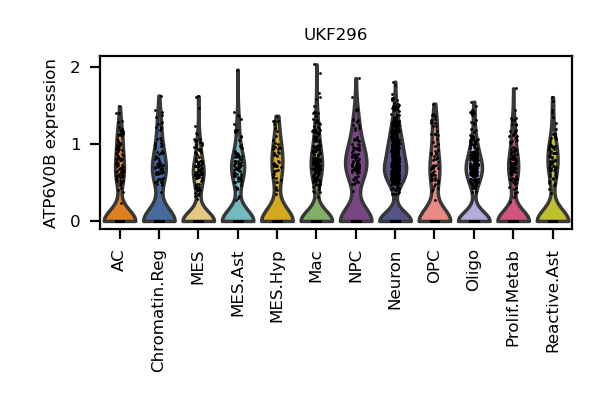 UKF296
ATP6V0B expression
2
1
0
AC
Chromatin.Reg
MES
MES.Ast
MES.Hyp
Mac
NPC
Neuron
OPC
Oligo
Prolif.Metab
Reactive.Ast